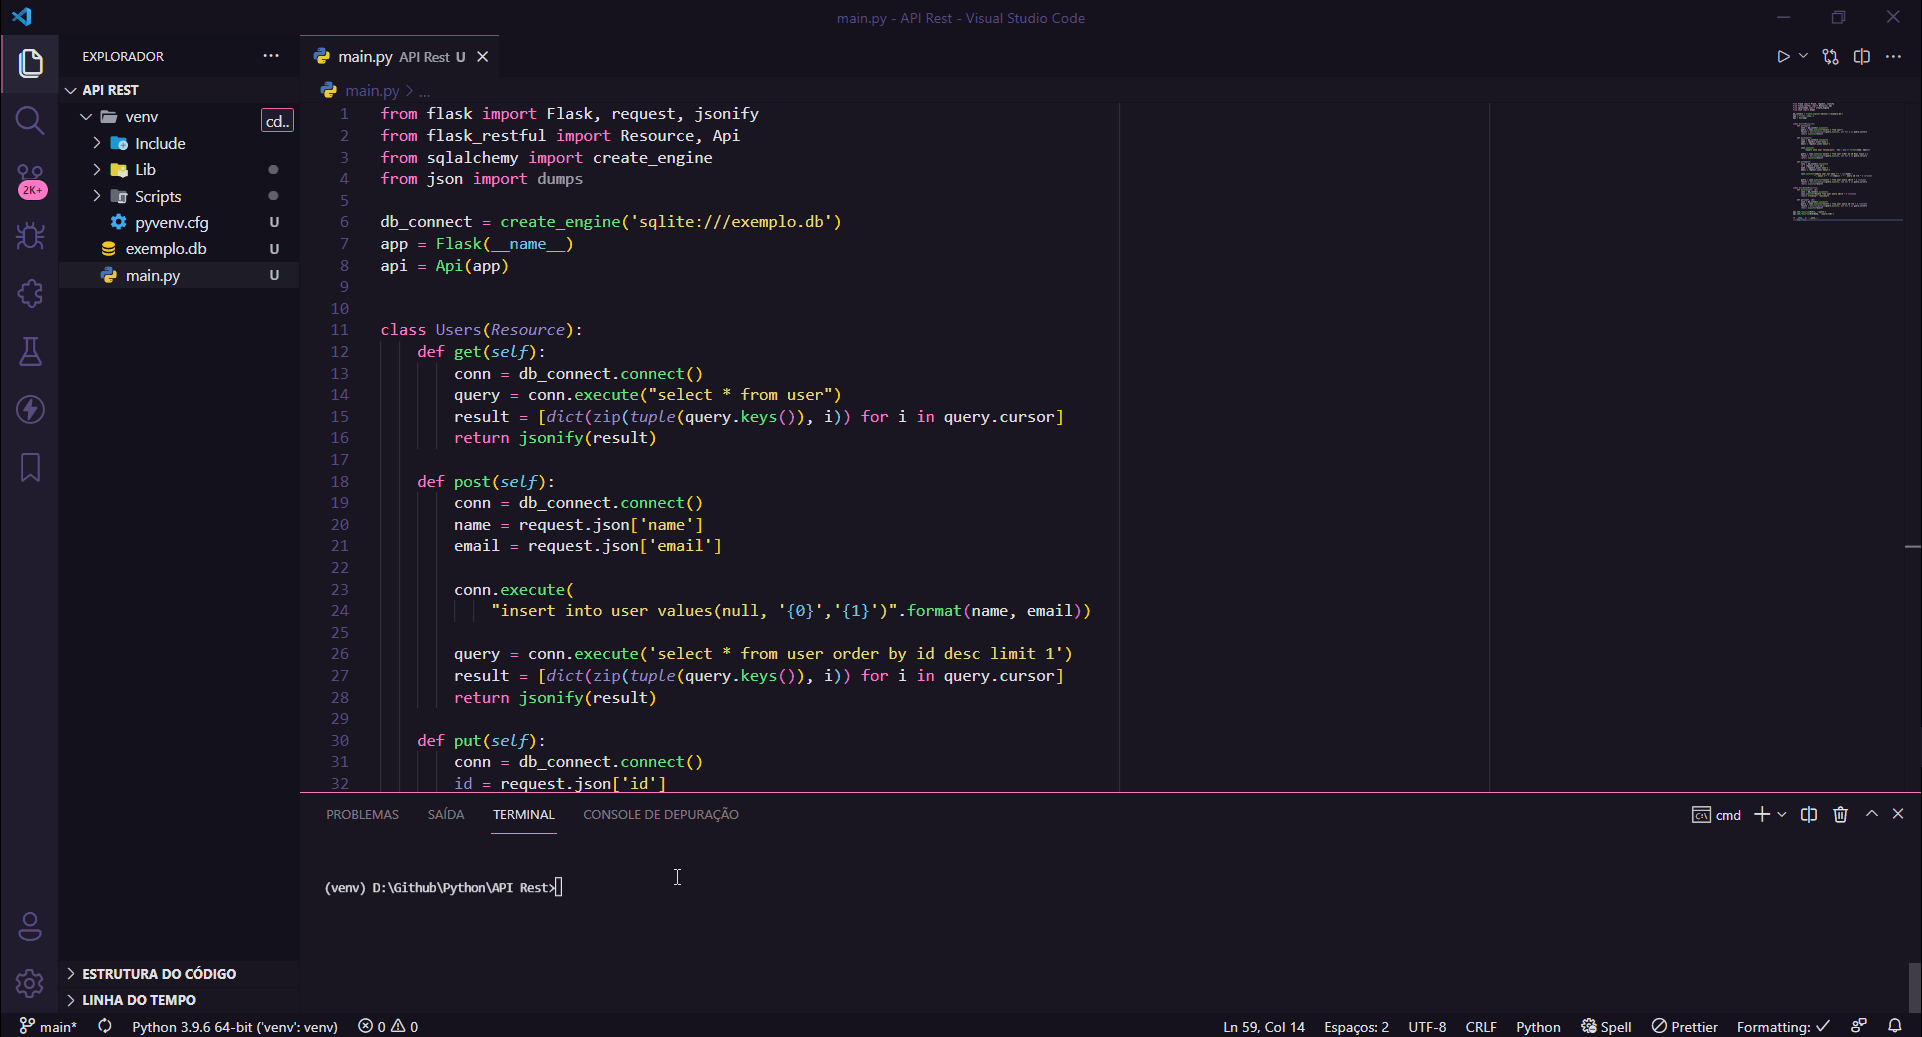 main.py - API Rest - Visual Studio Code
EXPLORADOR
API REST
venv
cd..
Include
Lib
Scripts
pyvenv.cfg U
exemplo.db U
main.py U
2K+
ESTRUTURA DO CÓDIGO
LINHA DO TEMPO
main.py API Rest U
main.py > ...
1 from flask import Flask, request, jsonify
2 from flask_restful import Resource, Api
3 from sqlalchemy import create_engine
4 from json import dumps
5
6 db_connect = create_engine('sqlite:///exemplo.db')
7 app = Flask(__name__)
8 api = Api(app)
9
10
11 class Users(Resource):
12 def get(self):
13 conn = db_connect.connect()
14 query = conn.execute("select * from user")
15 result = [dict(zip(tuple(query.keys()), i)) for i in query.cursor]
16 return jsonify(result)
17
18 def post(self):
19 conn = db_connect.connect()
20 name = request.json['name']
21 email = request.json['email']
22
23 conn.execute(
24 "insert into user values(null, '{0}','{1}')".format(name, email))
25
26 query = conn.execute('select * from user order by id desc limit 1')
27 result = [dict(zip(tuple(query.keys()), i)) for i in query.cursor]
28 return jsonify(result)
29
30 def put(self):
31 conn = db_connect.connect()
32 id = request.json['id']
PROBLEMAS SAÍDA TERMINAL CONSOLE DE DEPURAÇÃO
cmd
(venv) D:\Github\Python\API Rest>
main* Python 3.9.6 64-bit ('venv': venv) 0 0 Ln 59, Col 14 Espaços: 2 UTF-8 CRLF Python Spell Prettier Formatting: